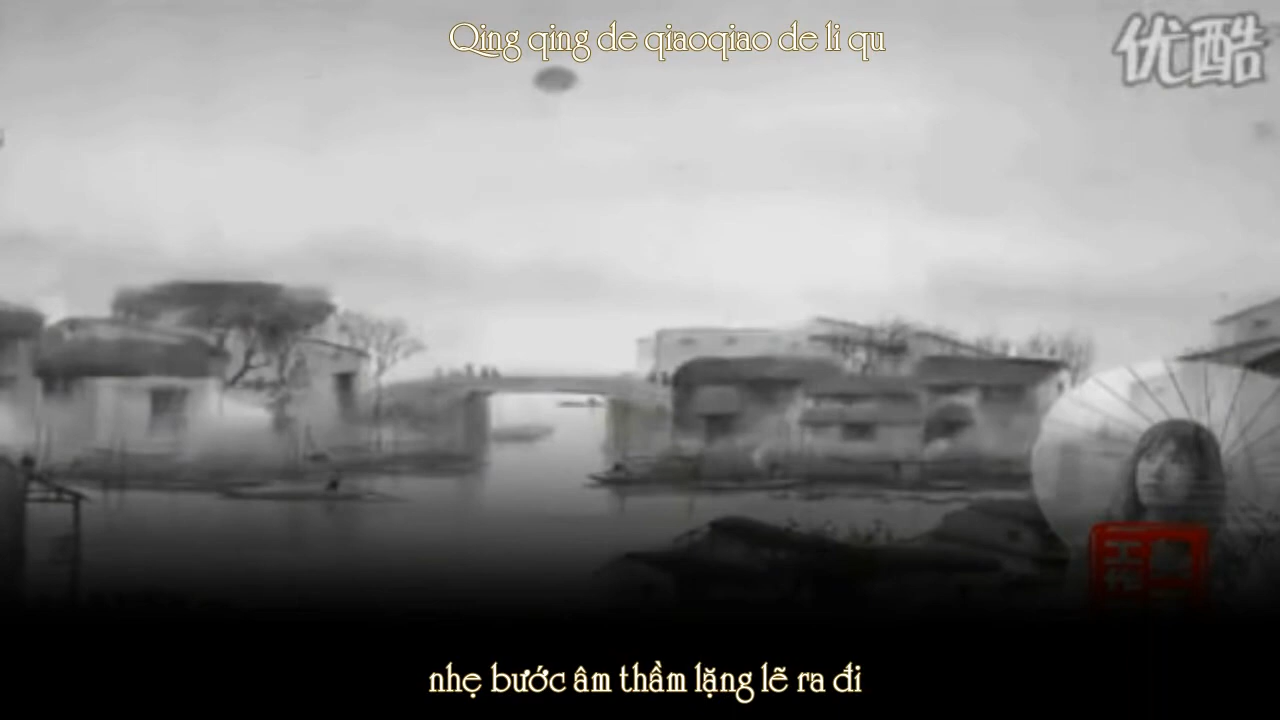 Qing qing de qiaoqiao de li qu
优酷
nhẹ bước âm thầm lặng lẽ ra đi